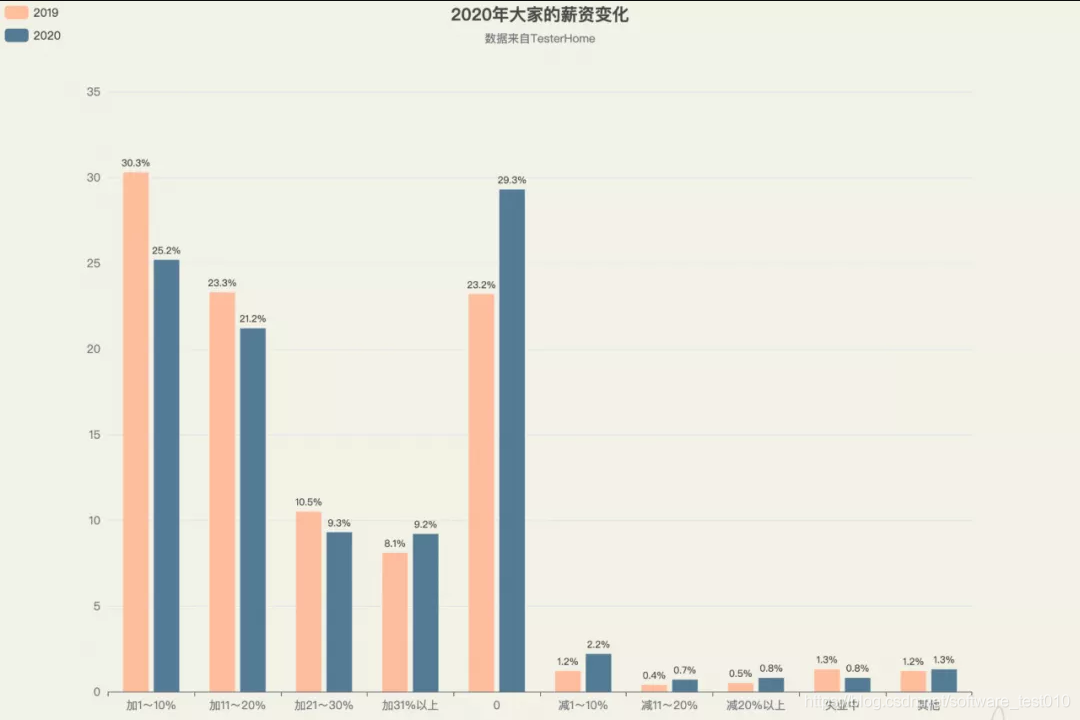 2020年大家的薪资变化
数据来自TesterHome
2019
2020
35
30
25
20
15
10
5
0
30.3%
25.2%
23.3%
21.2%
10.5%
9.3%
8.1%
9.2%
23.2%
29.3%
1.2%
2.2%
0.4%
0.7%
0.5%
0.8%
1.3%
0.8%
1.2%
1.3%
加1~10%
加11~20%
加21~30%
加31%以上
0
减1~10%
减11~20%
减20%以上
失业中
其他
https://blog.csdn.net/software_test010